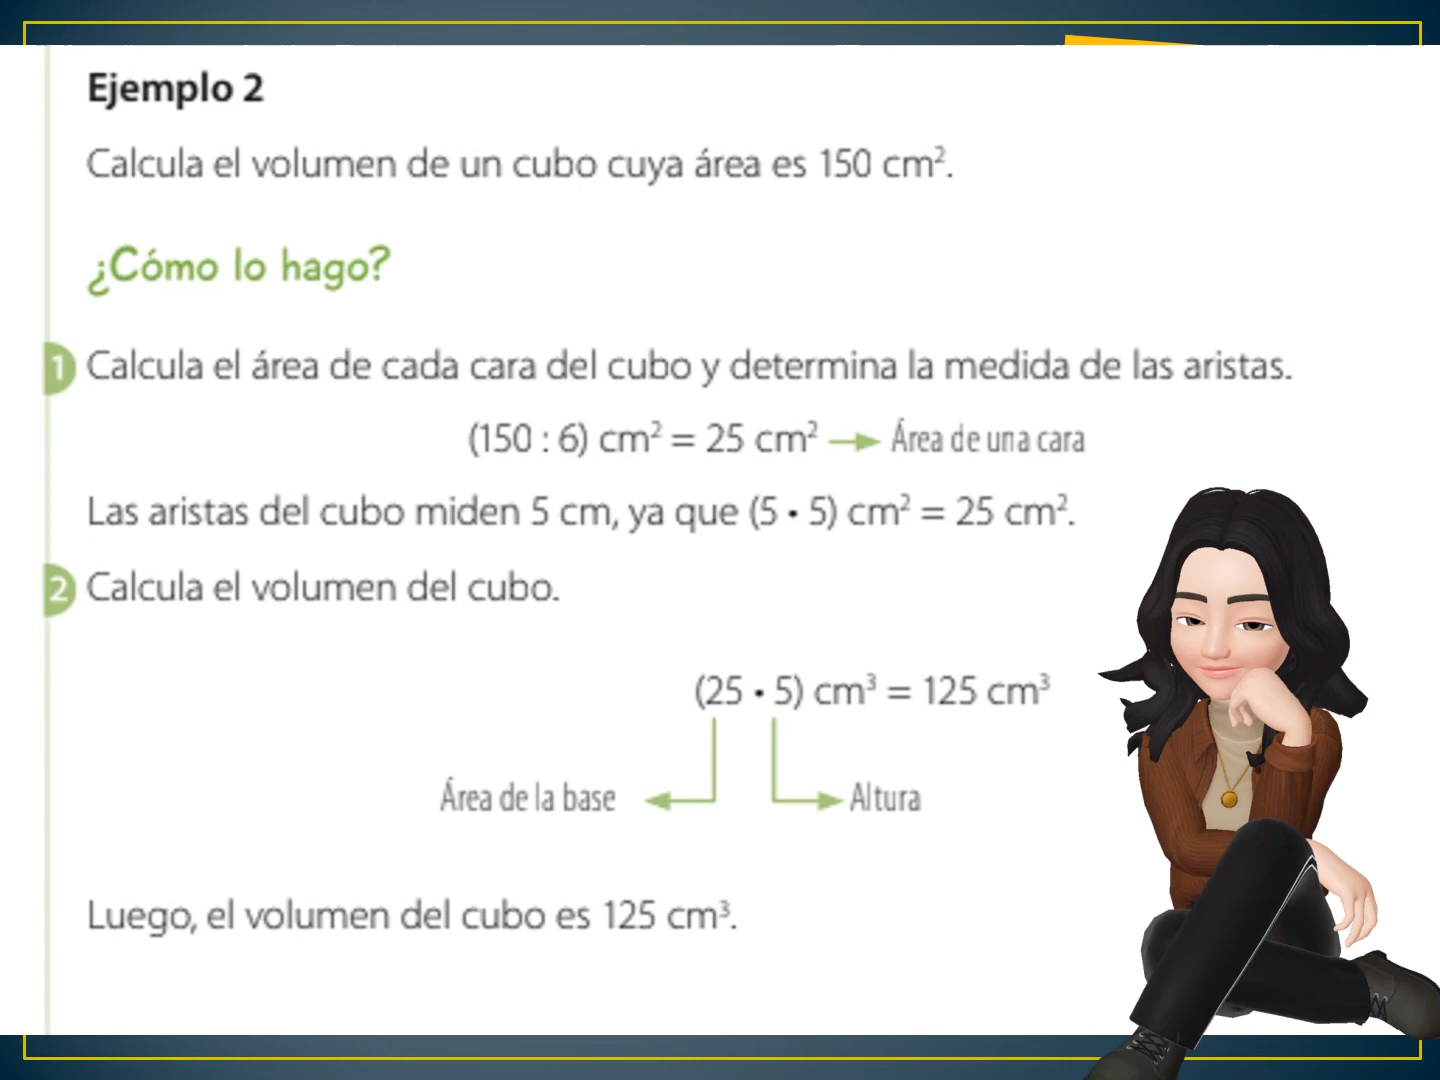 Ejemplo 2
Calcula el volumen de un cubo cuya área es 150 cm².
¿Cómo lo hago?
1 Calcula el área de cada cara del cubo y determina la medida de las aristas.
(150 : 6) cm² = 25 cm² → Área de una cara
Las aristas del cubo miden 5 cm, ya que (5 • 5) cm² = 25 cm².
2 Calcula el volumen del cubo.
(25 • 5) cm³ = 125 cm³
Área de la base ← → Altura
Luego, el volumen del cubo es 125 cm³.